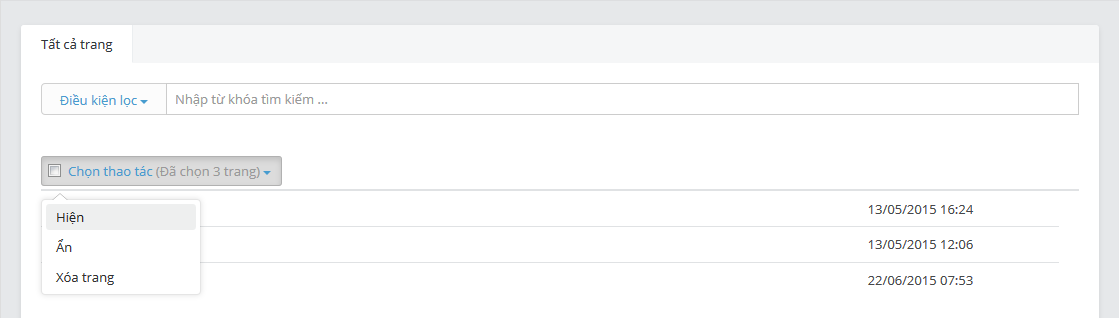 Tất cả trang
Điều kiện lọc Nhập từ khóa tìm kiếm ...
Chọn thao tác (Đã chọn 3 trang)
13/05/2015 16:24
Hiện
13/05/2015 12:06
Ẩn
Xóa trang
22/06/2015 07:53